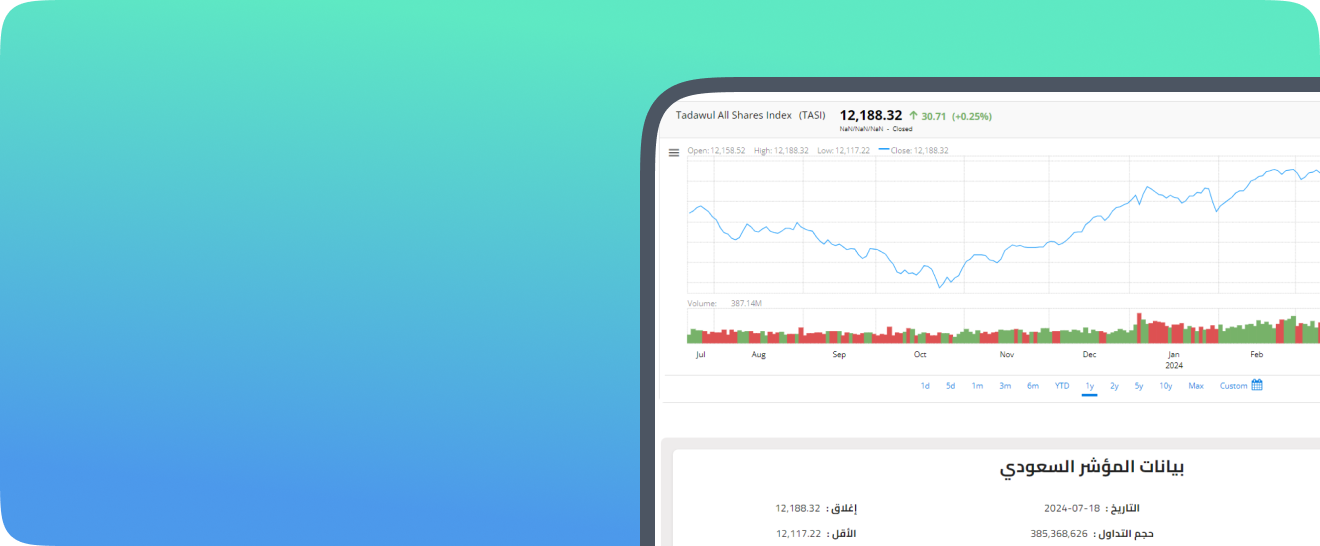 Tadawul All Shares Index (TASI) 12,188.32 30.71 (+0.25%)
NaN/NaN/NaN - Closed
Open: 12,158.52 High: 12,188.32 Low: 12,117.22 Close: 12,188.32
Volume: 387.14M
Jul Aug Sep Oct Nov Dec Jan Feb
2024
1d 5d 1m 3m 6m YTD 1y 2y 5y 10y Max Custom
بيانات المؤشر السعودي
التاريخ : 2024-07-18 إغلاق : 12,188.32
حجم التداول : 385,368,626 الأقل : 12,117.22